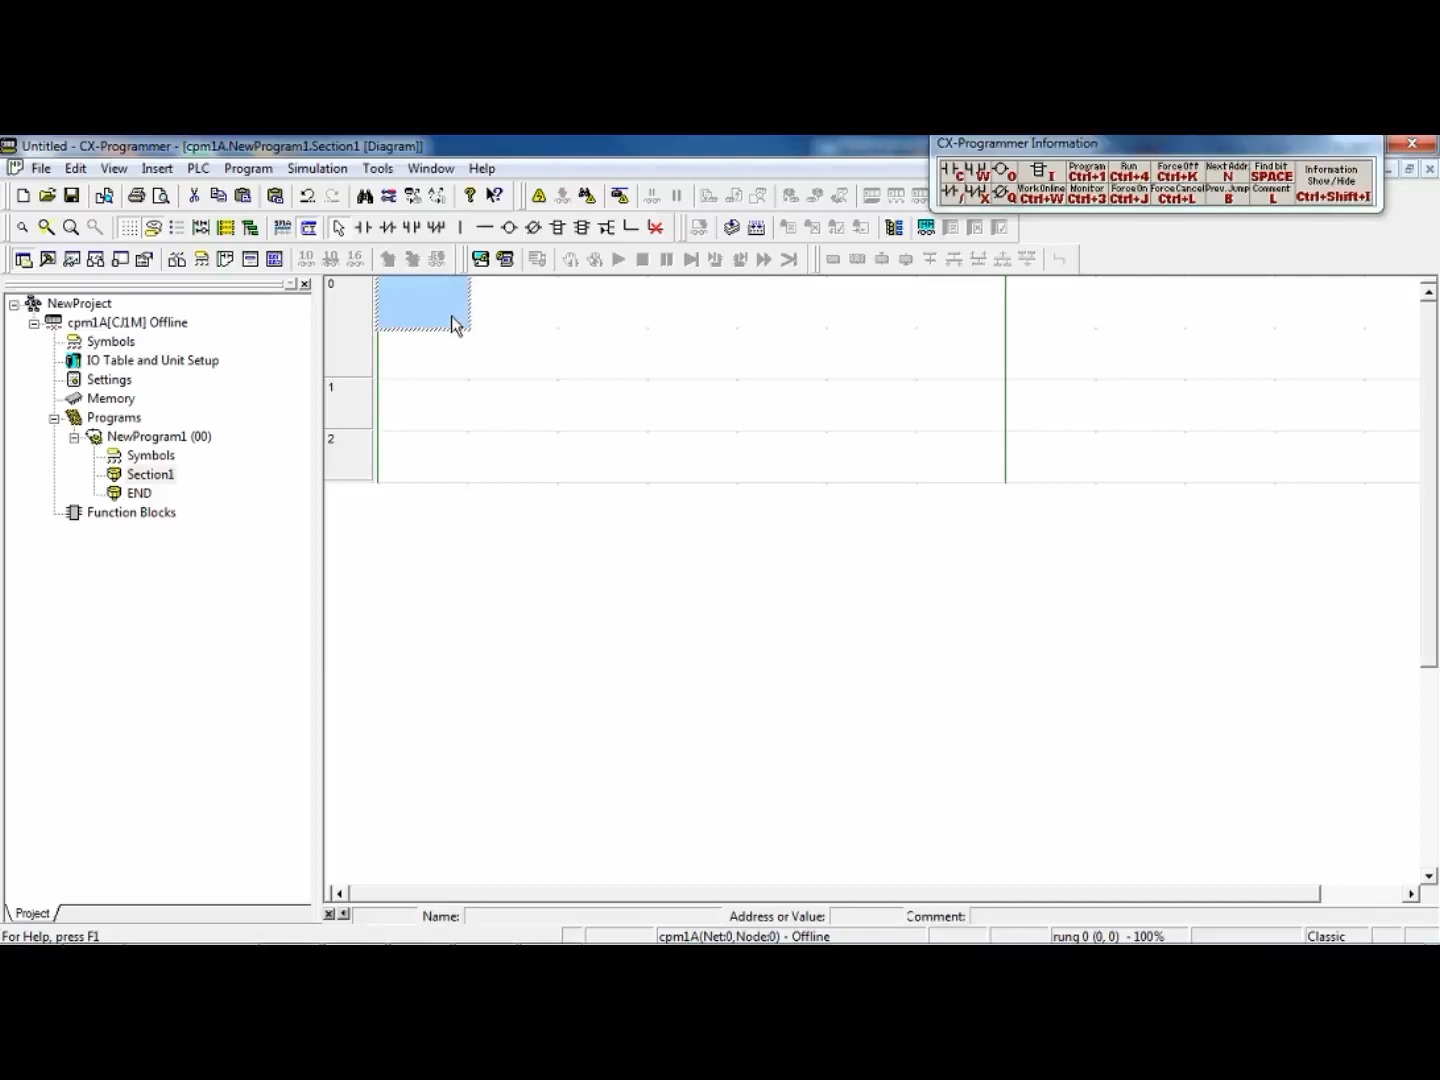 Untitled - CX-Programmer - [cpm1A.NewProgram1.Section1 [Diagram]]
CX-Programmer Information
File Edit View Insert PLC Program Simulation Tools Window Help
C W O I Program Ctrl+1 Run Ctrl+4 Force Off Ctrl+K Next Addr N Find bit SPACE Information Show/Hide Ctrl+Shift+I
/ X Q Work Online Ctrl+W Monitor Ctrl+3 Force On Ctrl+J Force Cancel Ctrl+L Prev. Jump B Comment L
10 10 16
NewProject
cpm1A[CJ1M] Offline
Symbols
IO Table and Unit Setup
Settings
Memory
Programs
NewProgram1 (00)
Symbols
Section1
END
Function Blocks
0
1
2
Project
Name: Address or Value: Comment:
For Help, press F1
cpm1A(Net:0,Node:0) - Offline
rung 0 (0, 0) - 100%
Classic